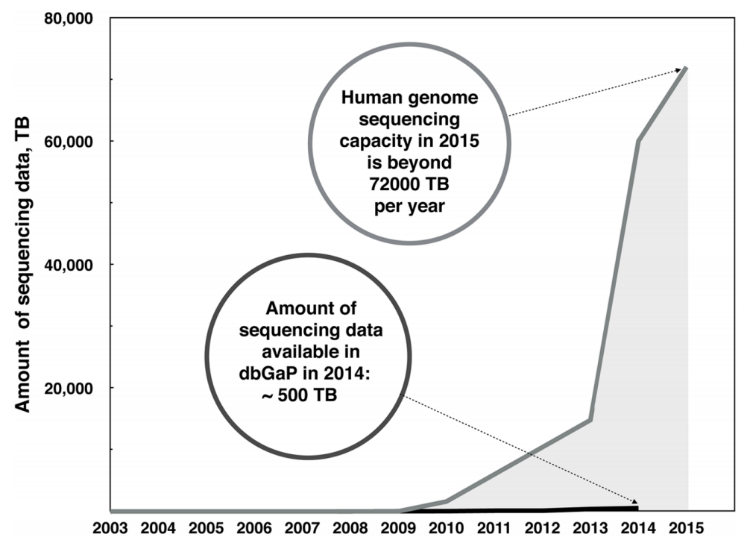 80,000
60,000
40,000
20,000
Amount of sequencing data, TB
Human genome
sequencing
capacity in 2015
is beyond
72000 TB
per year
Amount of
sequencing data
available in
dbGaP in 2014:
~ 500 TB
2003 2004 2005 2006 2007 2008 2009 2010 2011 2012 2013 2014 2015